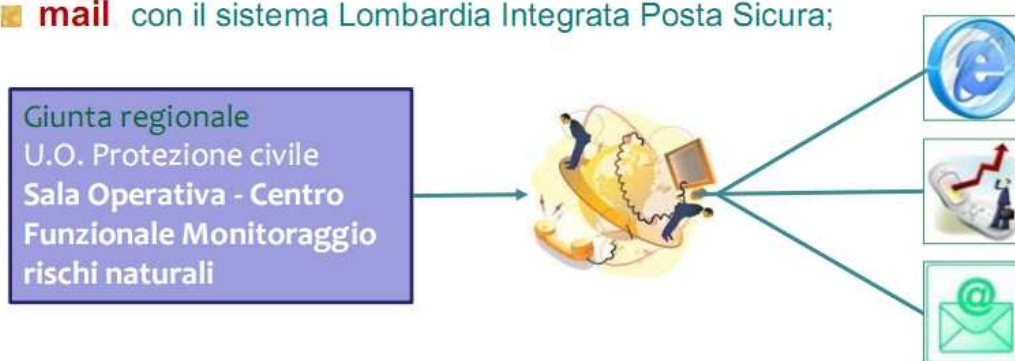 mail con il sistema Lombardia Integrata Posta Sicura;
Giunta regionale
U.O. Protezione civile
Sala Operativa - Centro
Funzionale Monitoraggio
rischi naturali
@